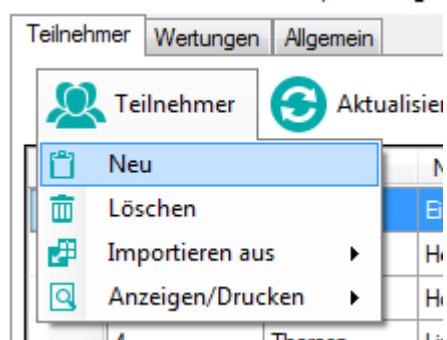 Teilnehmer Wertungen Allgemein
Teilnehmer
Neu
Löschen
Importieren aus
Anzeigen/Drucken